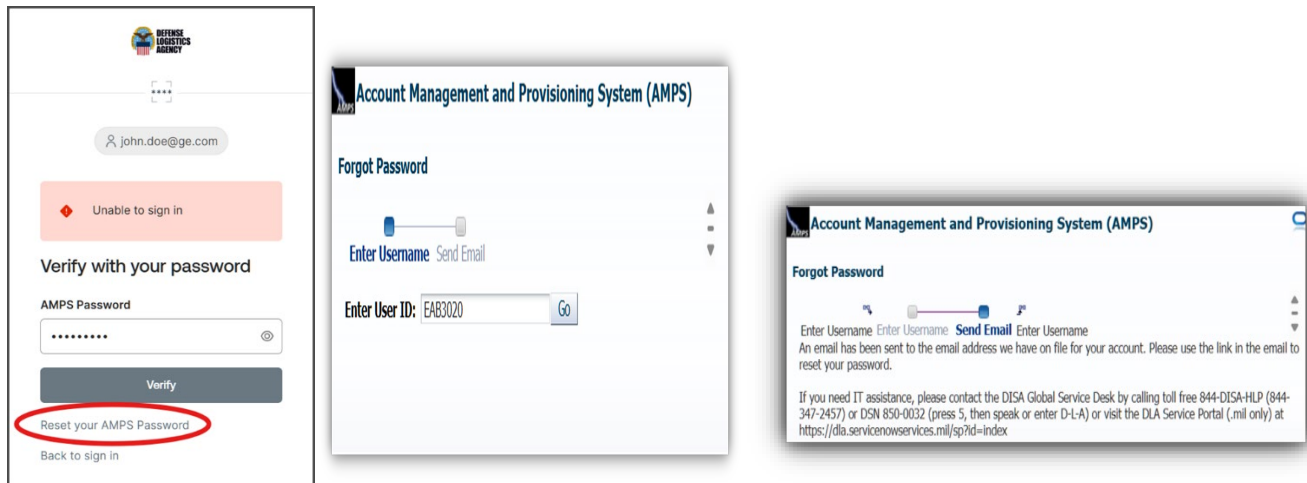 DEFENSE
LOGISTICS
AGENCY
john.doe@ge.com
Unable to sign in
Verify with your password
AMPS Password
Verify
Reset your AMPS Password
Back to sign in
AMPS
Account Management and Provisioning System (AMPS)
Forgot Password
Enter Username Send Email
Enter User ID: EAB3020 Go
AMPS
Account Management and Provisioning System (AMPS)
Forgot Password
Enter Username Enter Username Send Email Enter Username
An email has been sent to the email address we have on file for your account. Please use the link in the email to
reset your password.
If you need IT assistance, please contact the DISA Global Service Desk by calling toll free 844-DISA-HLP (844-
347-2457) or DSN 850-0032 (press 5, then speak or enter D-L-A) or visit the DLA Service Portal (.mil only) at
https://dla.servicenowservices.mil/sp?id=index